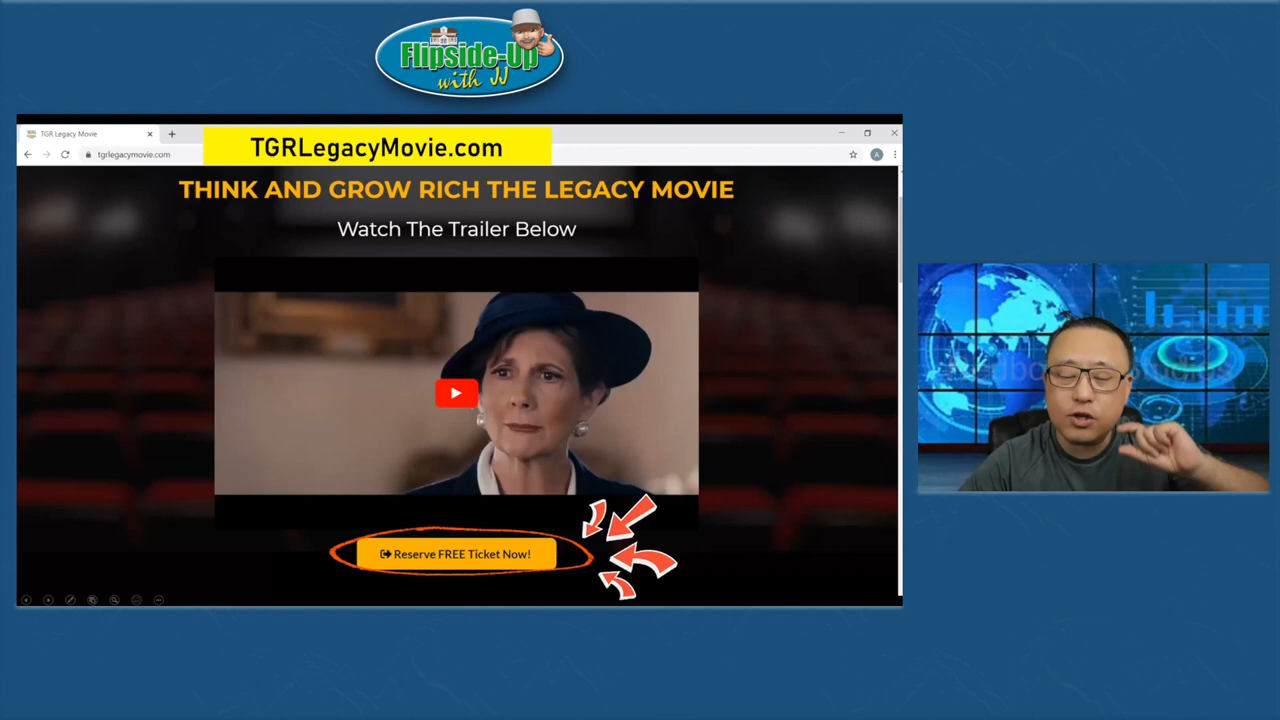 Flipside-Up
with JJ
TGR Legacy Movie
TGRLegacyMovie.com
tgrlegacymovie.com
A
THINK AND GROW RICH THE LEGACY MOVIE
Watch The Trailer Below
Reserve FREE Ticket Now!